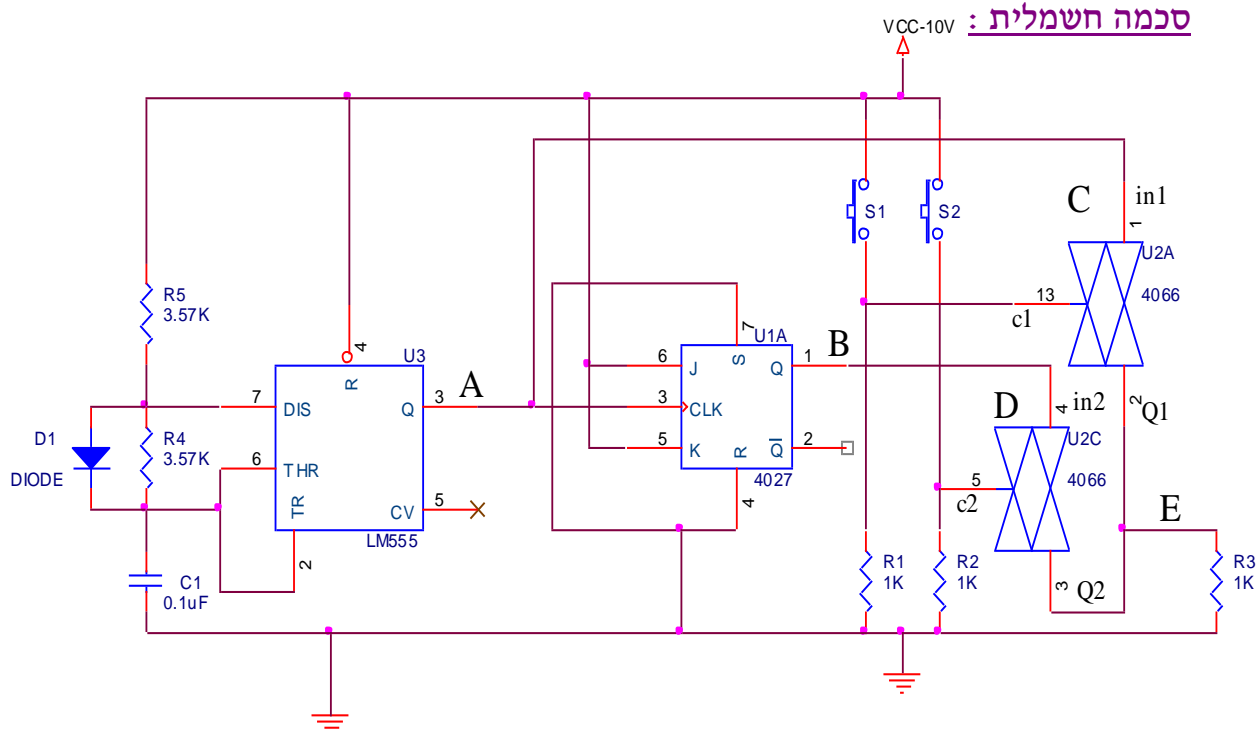 סכמה חשמלית :
VCC-10V
R5
3.57K
4
R
U3
7
DIS
Q
3
A
D1
DIODE
R4
3.57K
6
THR
TR
CV
5
2
LM555
C1
0.1uF
7
S
U1A
6
J
Q
1
B
3
CLK
5
K
R
Q
2
4
4027
S1
S2
C
in1
1
U2A
4066
13
c1
2
Q1
D
4
in2
U2C
4066
5
c2
3
Q2
E
R1
1K
R2
1K
R3
1K